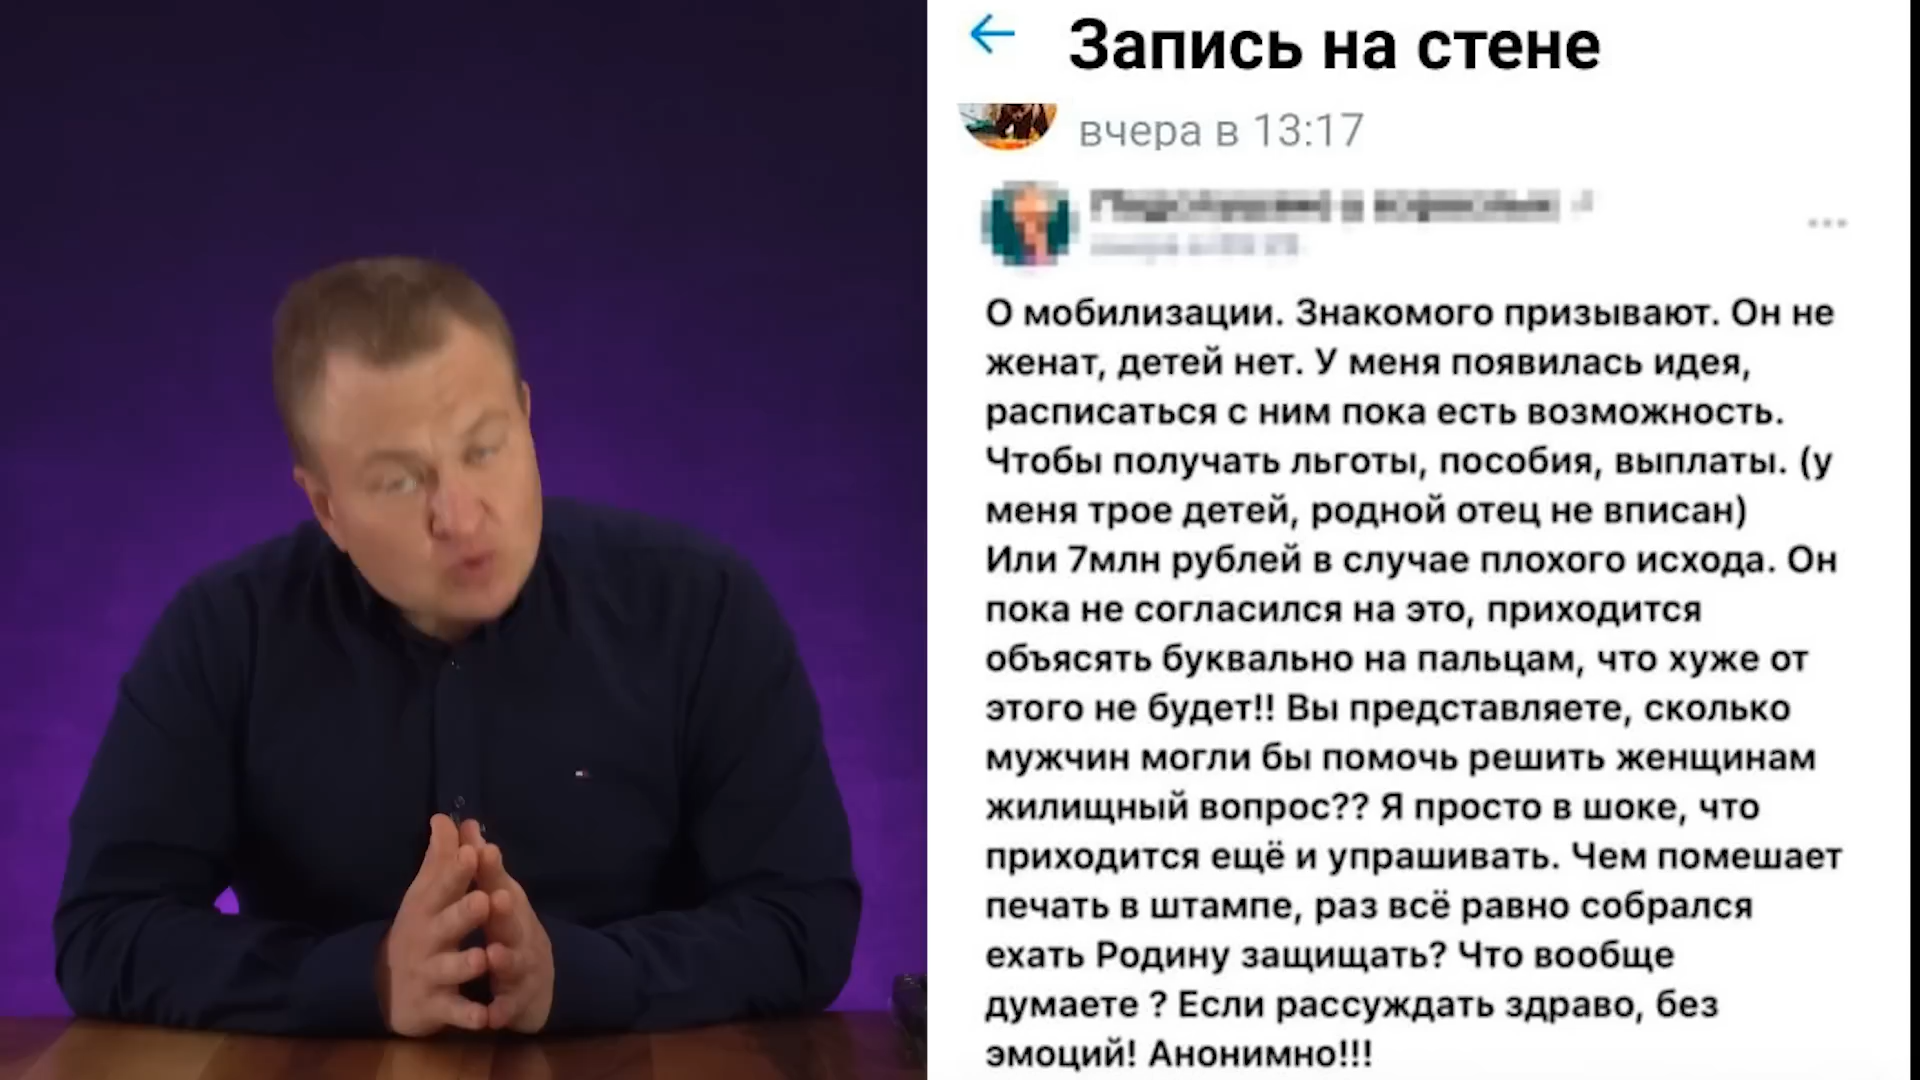 Запись на стене
вчера в 13:17
О мобилизации. Знакомого призывают. Он не
женат, детей нет. У меня появилась идея,
расписаться с ним пока есть возможность.
Чтобы получать льготы, пособия, выплаты. (у
меня трое детей, родной отец не вписан)
Или 7млн рублей в случае плохого исхода. Он
пока не согласился на это, приходится
объясять буквально на пальцам, что хуже от
этого не будет!! Вы представляете, сколько
мужчин могли бы помочь решить женщинам
жилищный вопрос?? Я просто в шоке, что
приходится ещё и упрашивать. Чем помешает
печать в штампе, раз всё равно собрался
ехать Родину защищать? Что вообще
думаете ? Если рассуждать здраво, без
эмоций! Анонимно!!!